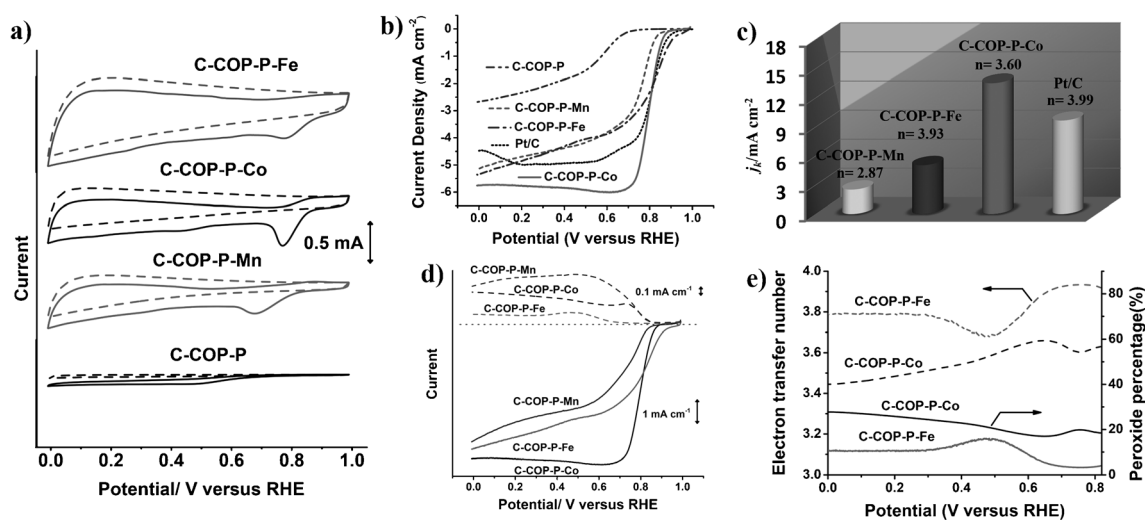 a)
C-COP-P-Fe
C-COP-P-Co
0.5 mA
C-COP-P-Mn
C-COP-P
Current
0.0 0.2 0.4 0.6 0.8 1.0
Potential/ V versus RHE
b)
0
-1
-2
-3
-4
-5
-6
Current Density (mA cm-2)
C-COP-P
C-COP-P-Mn
C-COP-P-Fe
Pt/C
C-COP-P-Co
0.0 0.2 0.4 0.6 0.8 1.0
Potential (V versus RHE)
c)
18
15
12
9
6
3
0
jk/mA cm-2
C-COP-P-Co
n= 3.60
Pt/C
n= 3.99
C-COP-P-Fe
n= 3.93
C-COP-P-Mn
n= 2.87
d)
C-COP-P-Mn
C-COP-P-Co
0.1 mA cm-1
C-COP-P-Fe
Current
C-COP-P-Mn
1 mA cm-1
C-COP-P-Fe
C-COP-P-Co
0.0 0.2 0.4 0.6 0.8 1.0
Potential/ V versus RHE
e)
4.0
3.8
3.6
3.4
3.2
3.0
Electron transfer number
C-COP-P-Fe
C-COP-P-Co
C-COP-P-Co
C-COP-P-Fe
80
60
40
20
0
Peroxide percentage(%)
0.0 0.2 0.4 0.6 0.8
Potential (V versus RHE)